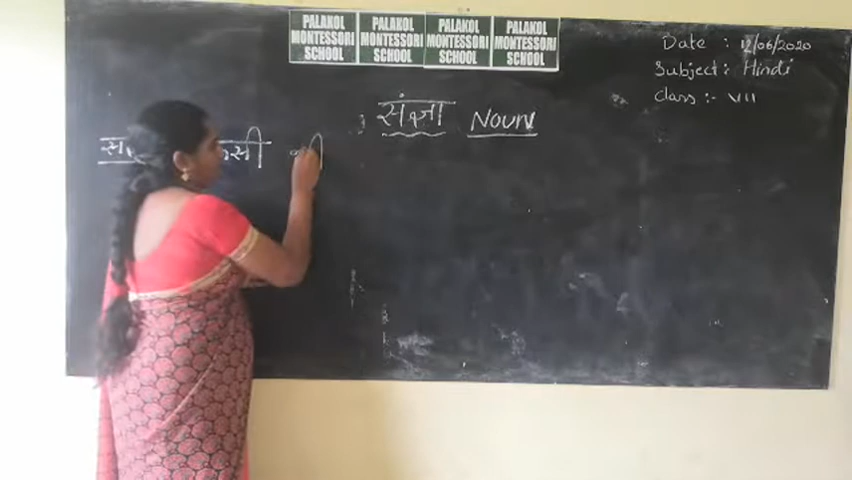 PALAKOL MONTESSORI SCHOOL
PALAKOL MONTESSORI SCHOOL
PALAKOL MONTESSORI SCHOOL
PALAKOL MONTESSORI SCHOOL
Date : 12/06/2020
Subject : Hindi
Class :- VII
: संज्ञा Noun